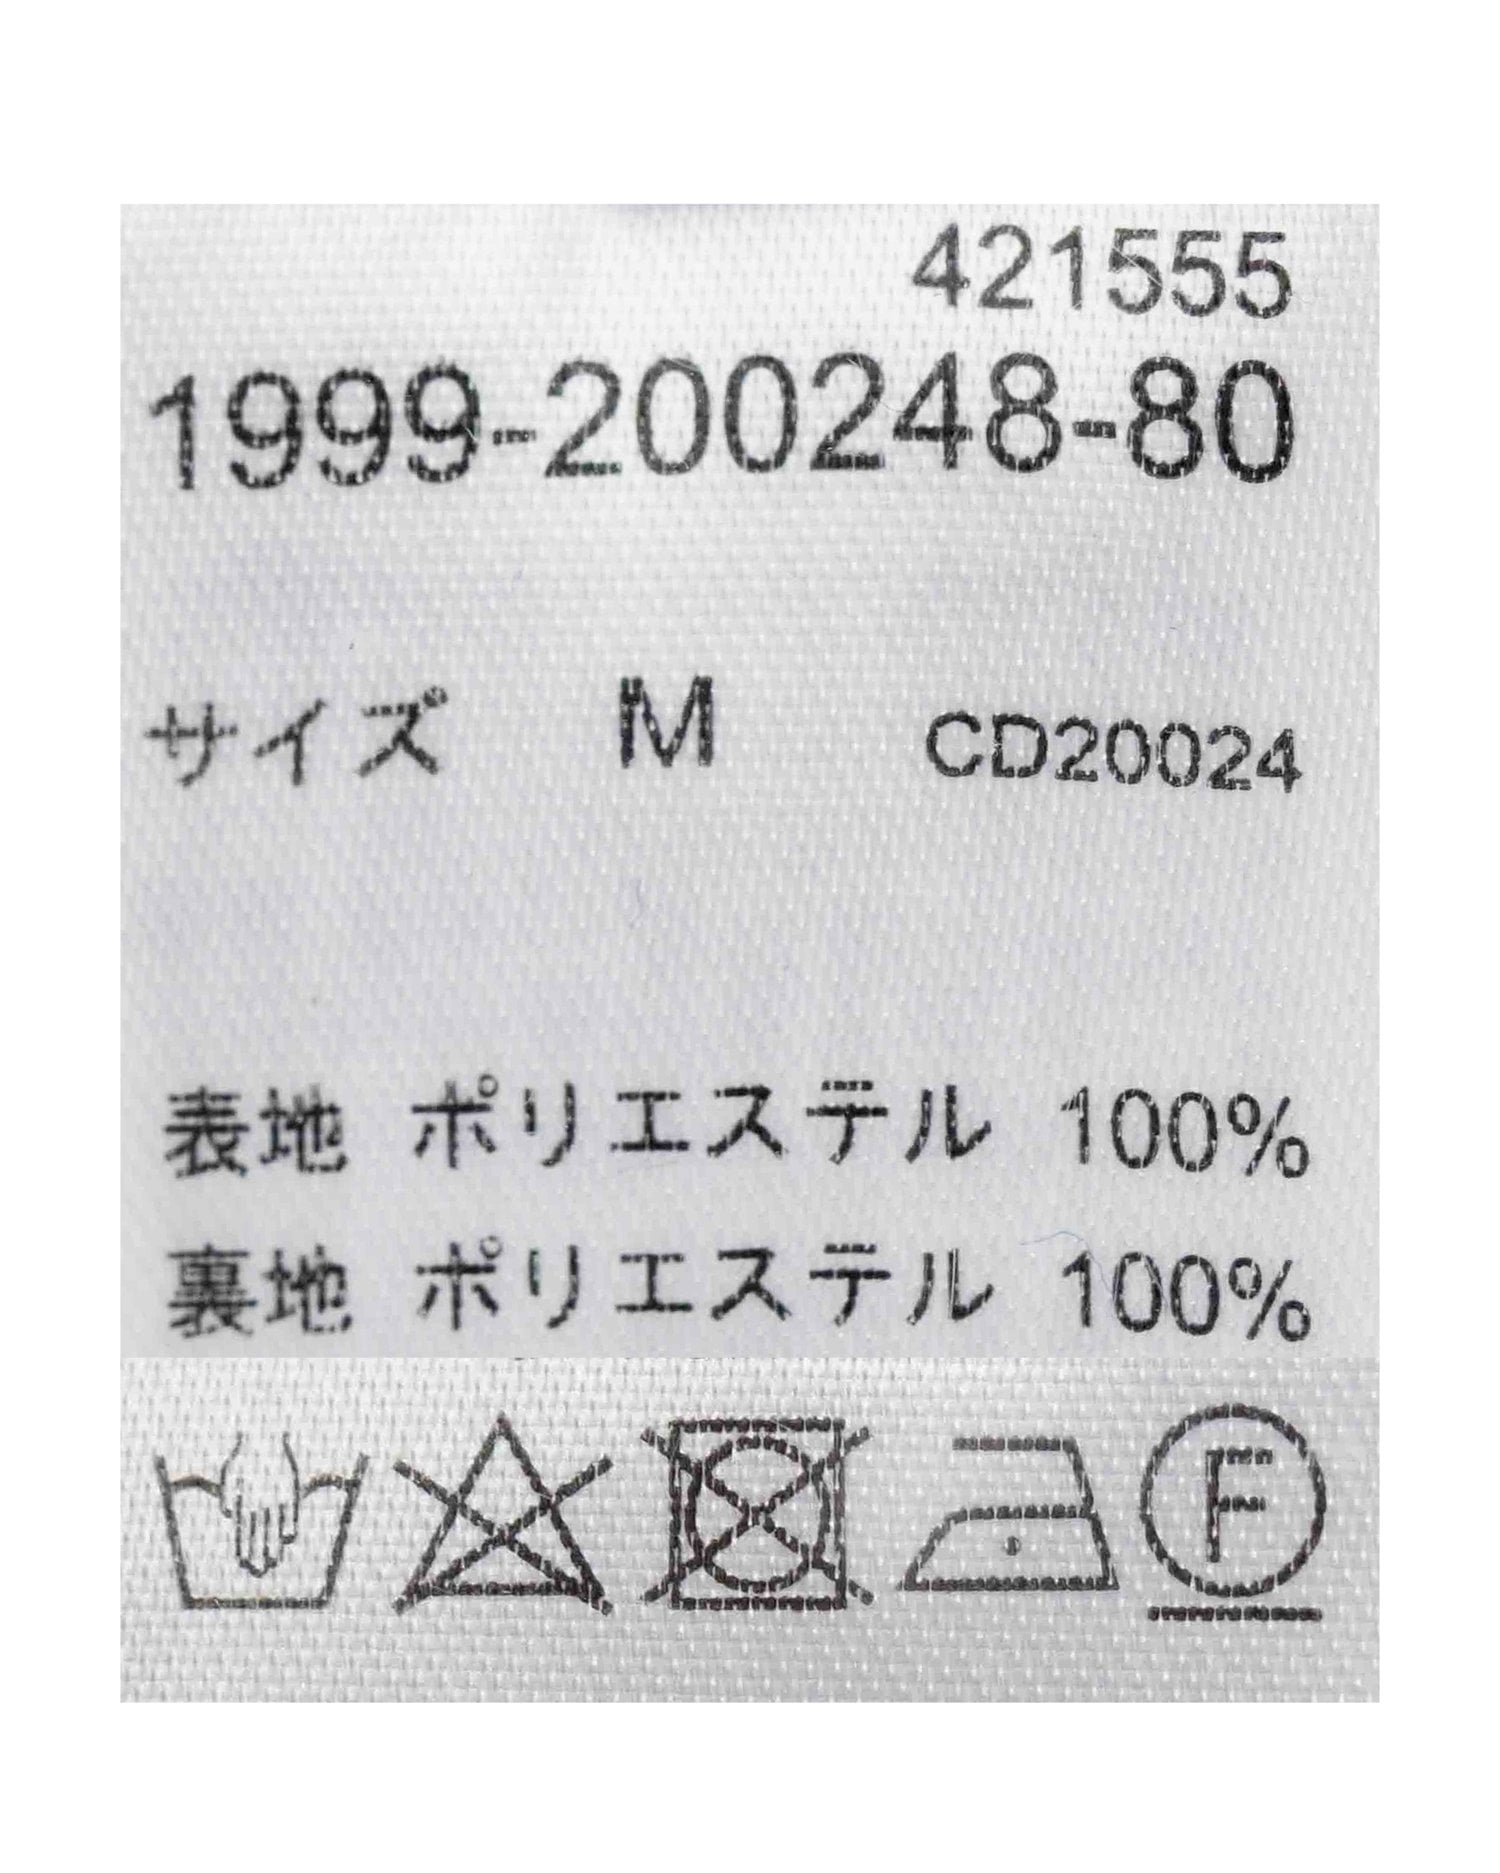 421555
1999-200248-80
サイズ M CD20024
表地 ポリエステル 100%
裏地 ポリエステル 100%
F